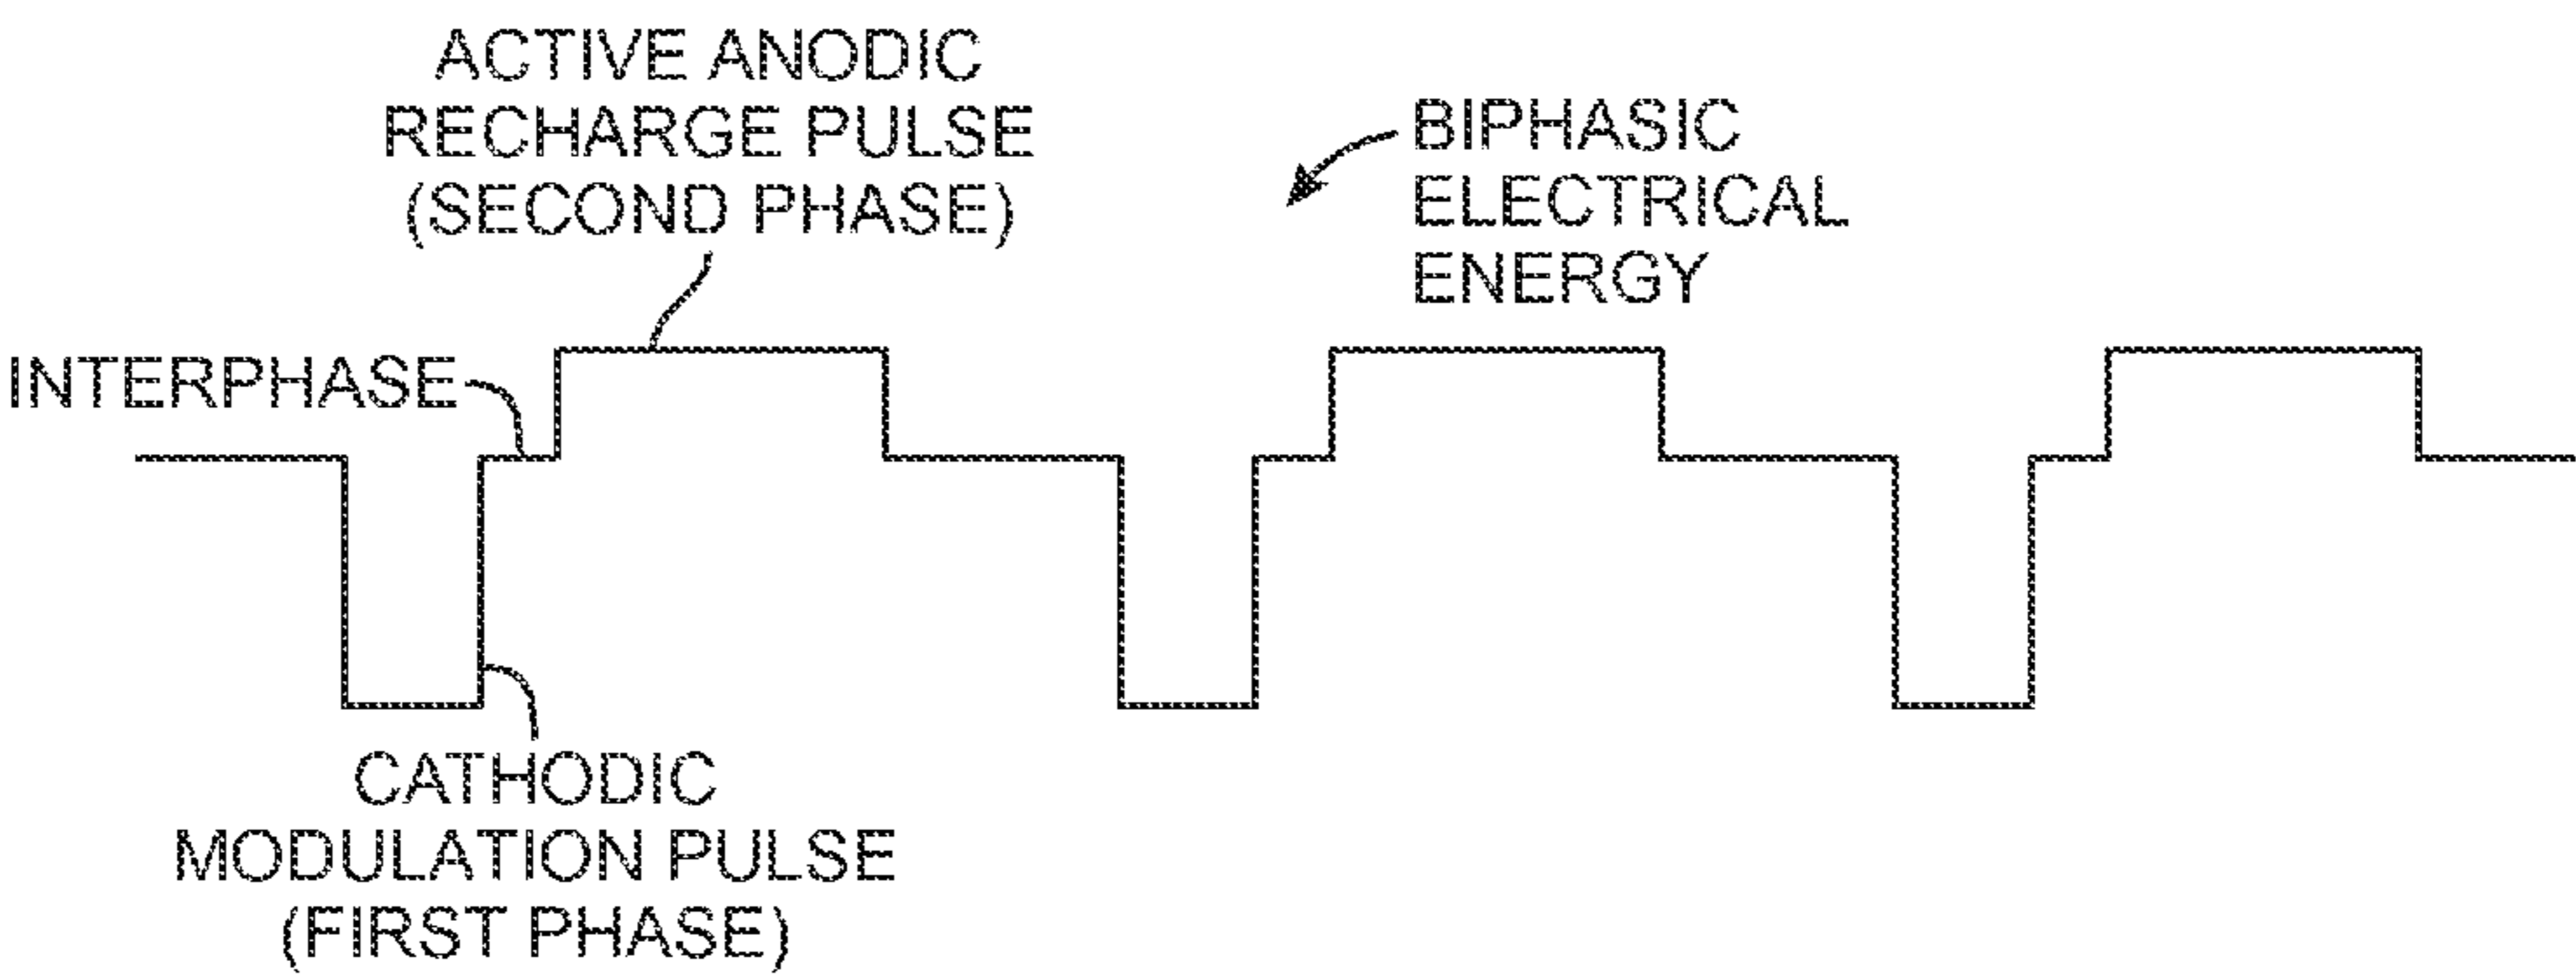 ACTIVE ANODIC
RECHARGE PULSE
(SECOND PHASE)
BIPHASIC
ELECTRICAL
ENERGY
INTERPHASE
CATHODIC
MODULATION PULSE
(FIRST PHASE)